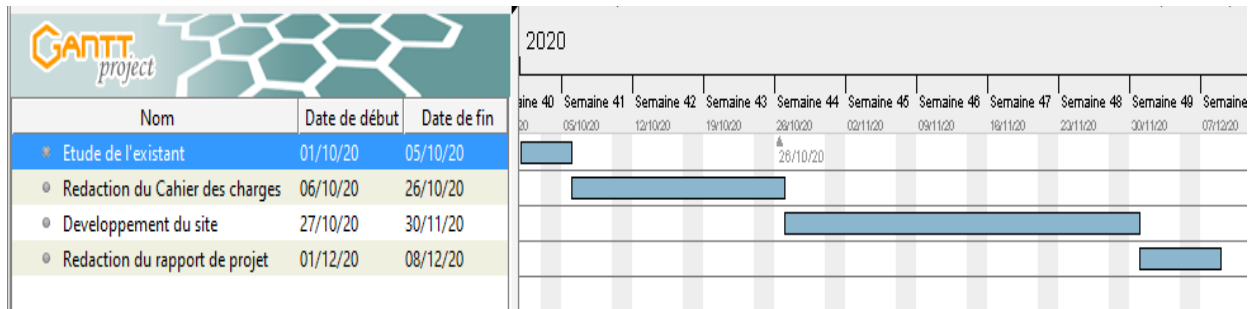 GANTT
project
2020
aine 40 Semaine 41 Semaine 42 Semaine 43 Semaine 44 Semaine 45 Semaine 46 Semaine 47 Semaine 48 Semaine 49 Semaine
20 05/10/20 12/10/20 19/10/20 26/10/20 02/11/20 09/11/20 16/11/20 23/11/20 30/11/20 07/12/20
Nom Date de début Date de fin
Etude de l'existant 01/10/20 05/10/20
26/10/20
Redaction du Cahier des charges 06/10/20 26/10/20
Developpement du site 27/10/20 30/11/20
Redaction du rapport de projet 01/12/20 08/12/20